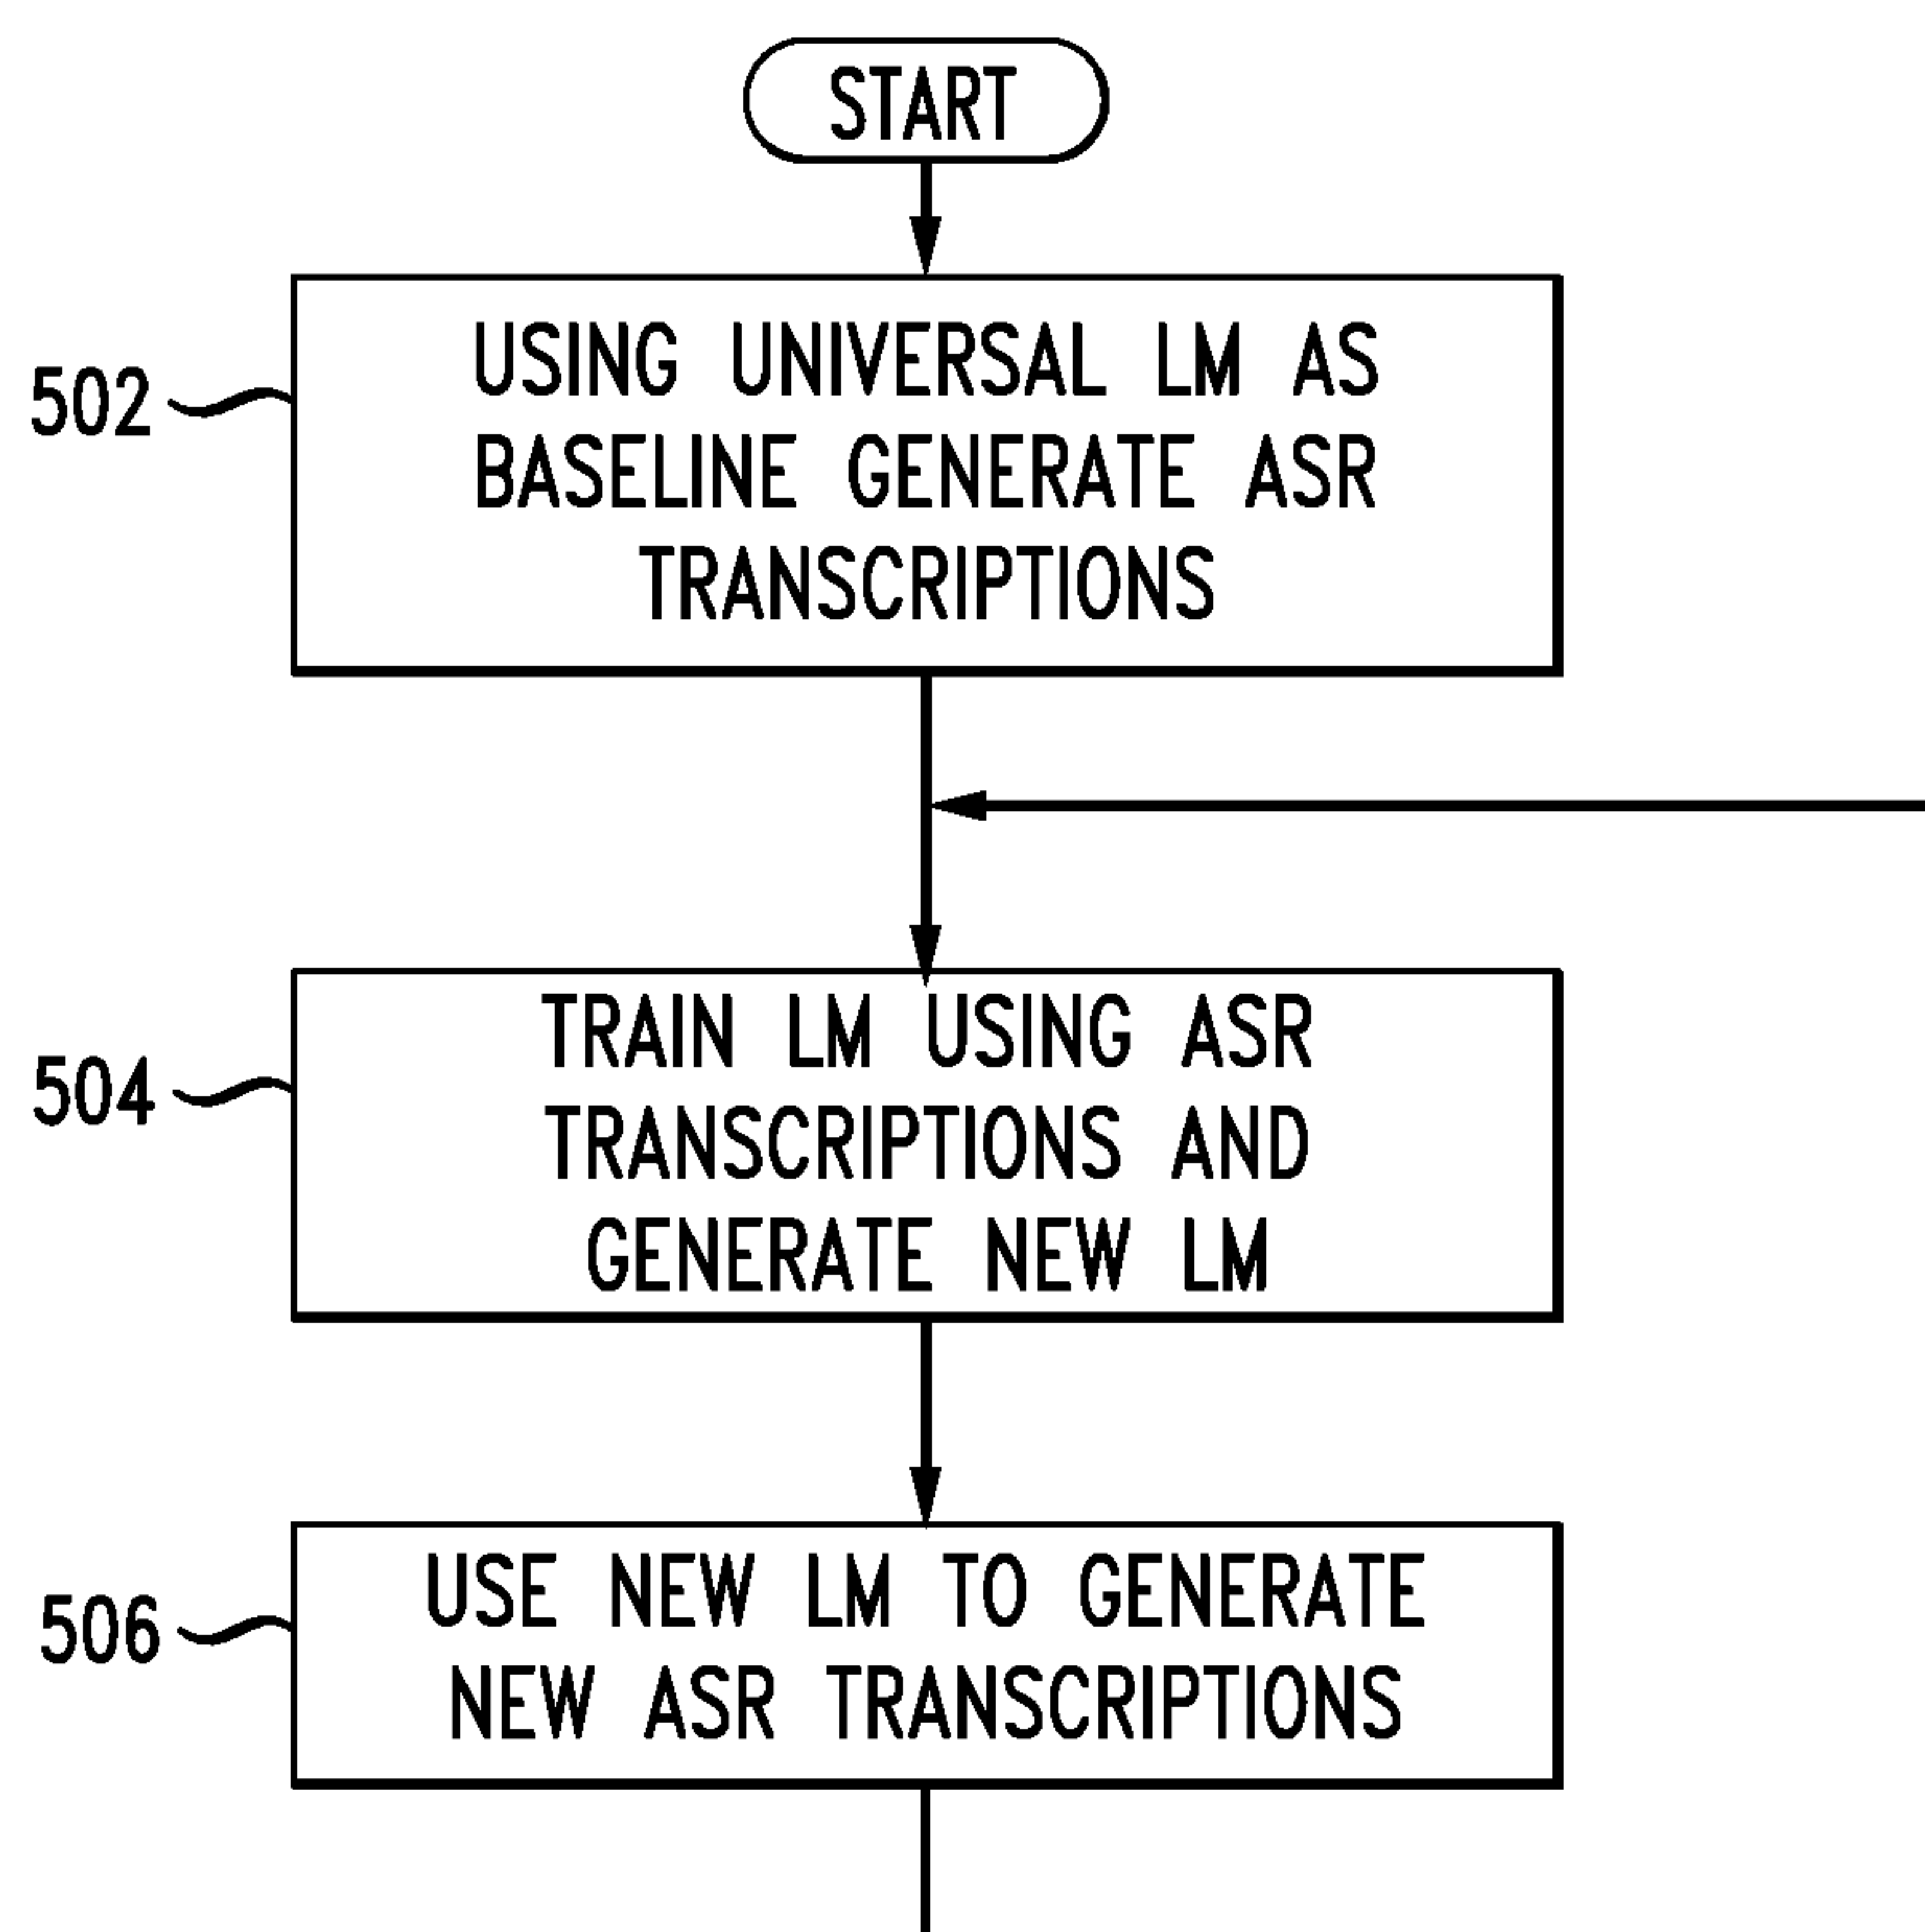 START
502
USING UNIVERSAL LM AS
BASELINE GENERATE ASR
TRANSCRIPTIONS
504
TRAIN LM USING ASR
TRANSCRIPTIONS AND
GENERATE NEW LM
506
USE NEW LM TO GENERATE
NEW ASR TRANSCRIPTIONS